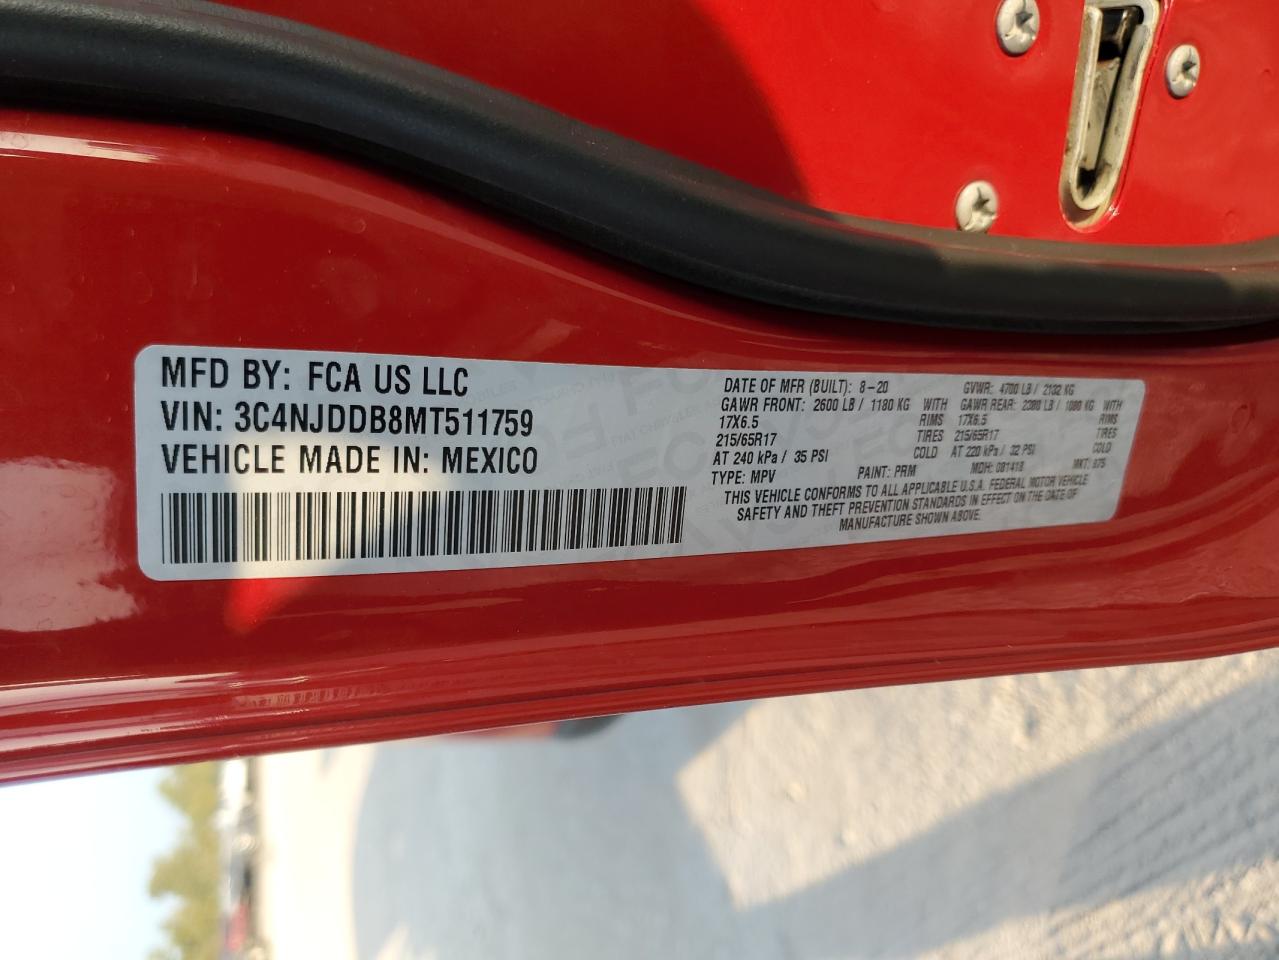 MFD BY: FCA US LLC
VIN: 3C4NJDDB8MT511759
VEHICLE MADE IN: MEXICO
DATE OF MFR (BUILT): 8-20 GVWR: 4700 LB / 2132 KG
GAWR FRONT: 2600 LB / 1180 KG WITH GAWR REAR: 2380 LB / 1080 KG WITH
17X6.5 RIMS 17X6.5 RIMS
215/65R17 TIRES 215/65R17 TIRES
AT 240 kPa / 35 PSI COLD AT 220 kPa / 32 PSI COLD
TYPE: MPV PAINT: PRM MDH: 081418 MKT: 875
THIS VEHICLE CONFORMS TO ALL APPLICABLE U.S.A. FEDERAL MOTOR VEHICLE
SAFETY AND THEFT PREVENTION STANDARDS IN EFFECT ON THE DATE OF
MANUFACTURE SHOWN ABOVE.